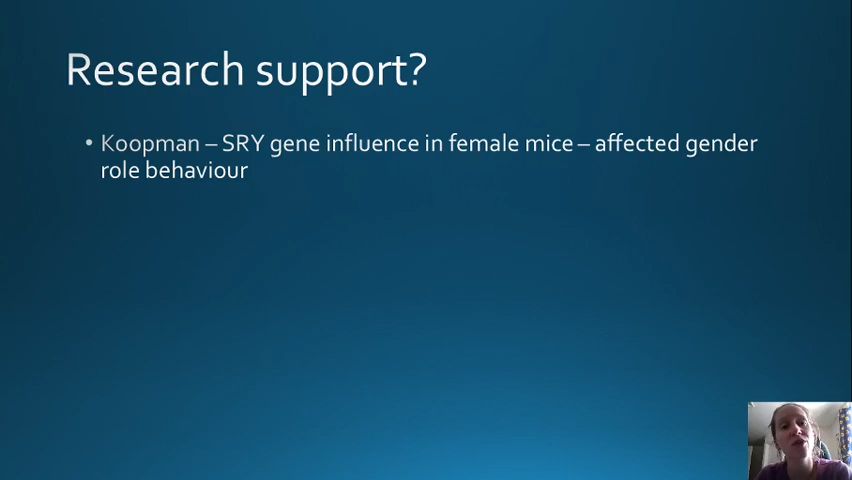 Research support?
• Koopman – SRY gene influence in female mice – affected gender
role behaviour